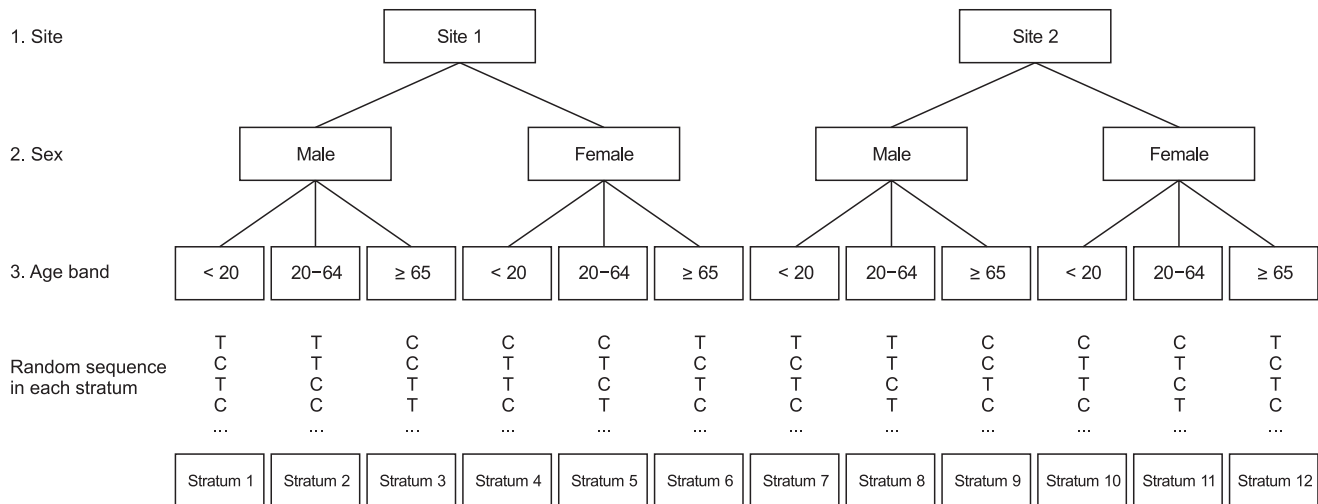 1. Site
Site 1 Site 2
2. Sex
Male Female Male Female
3. Age band
< 20 20−64 ≥ 65 < 20 20−64 ≥ 65 < 20 20−64 ≥ 65 < 20 20−64 ≥ 65
Random sequence
in each stratum
T T C C C T T T C C C T
C T C T T C C T C T T C
T C T T C T T C T T C T
C C T C T C C T C C T C
... ... ... ... ... ... ... ... ... ... ... ...
Stratum 1 Stratum 2 Stratum 3 Stratum 4 Stratum 5 Stratum 6 Stratum 7 Stratum 8 Stratum 9 Stratum 10 Stratum 11 Stratum 12